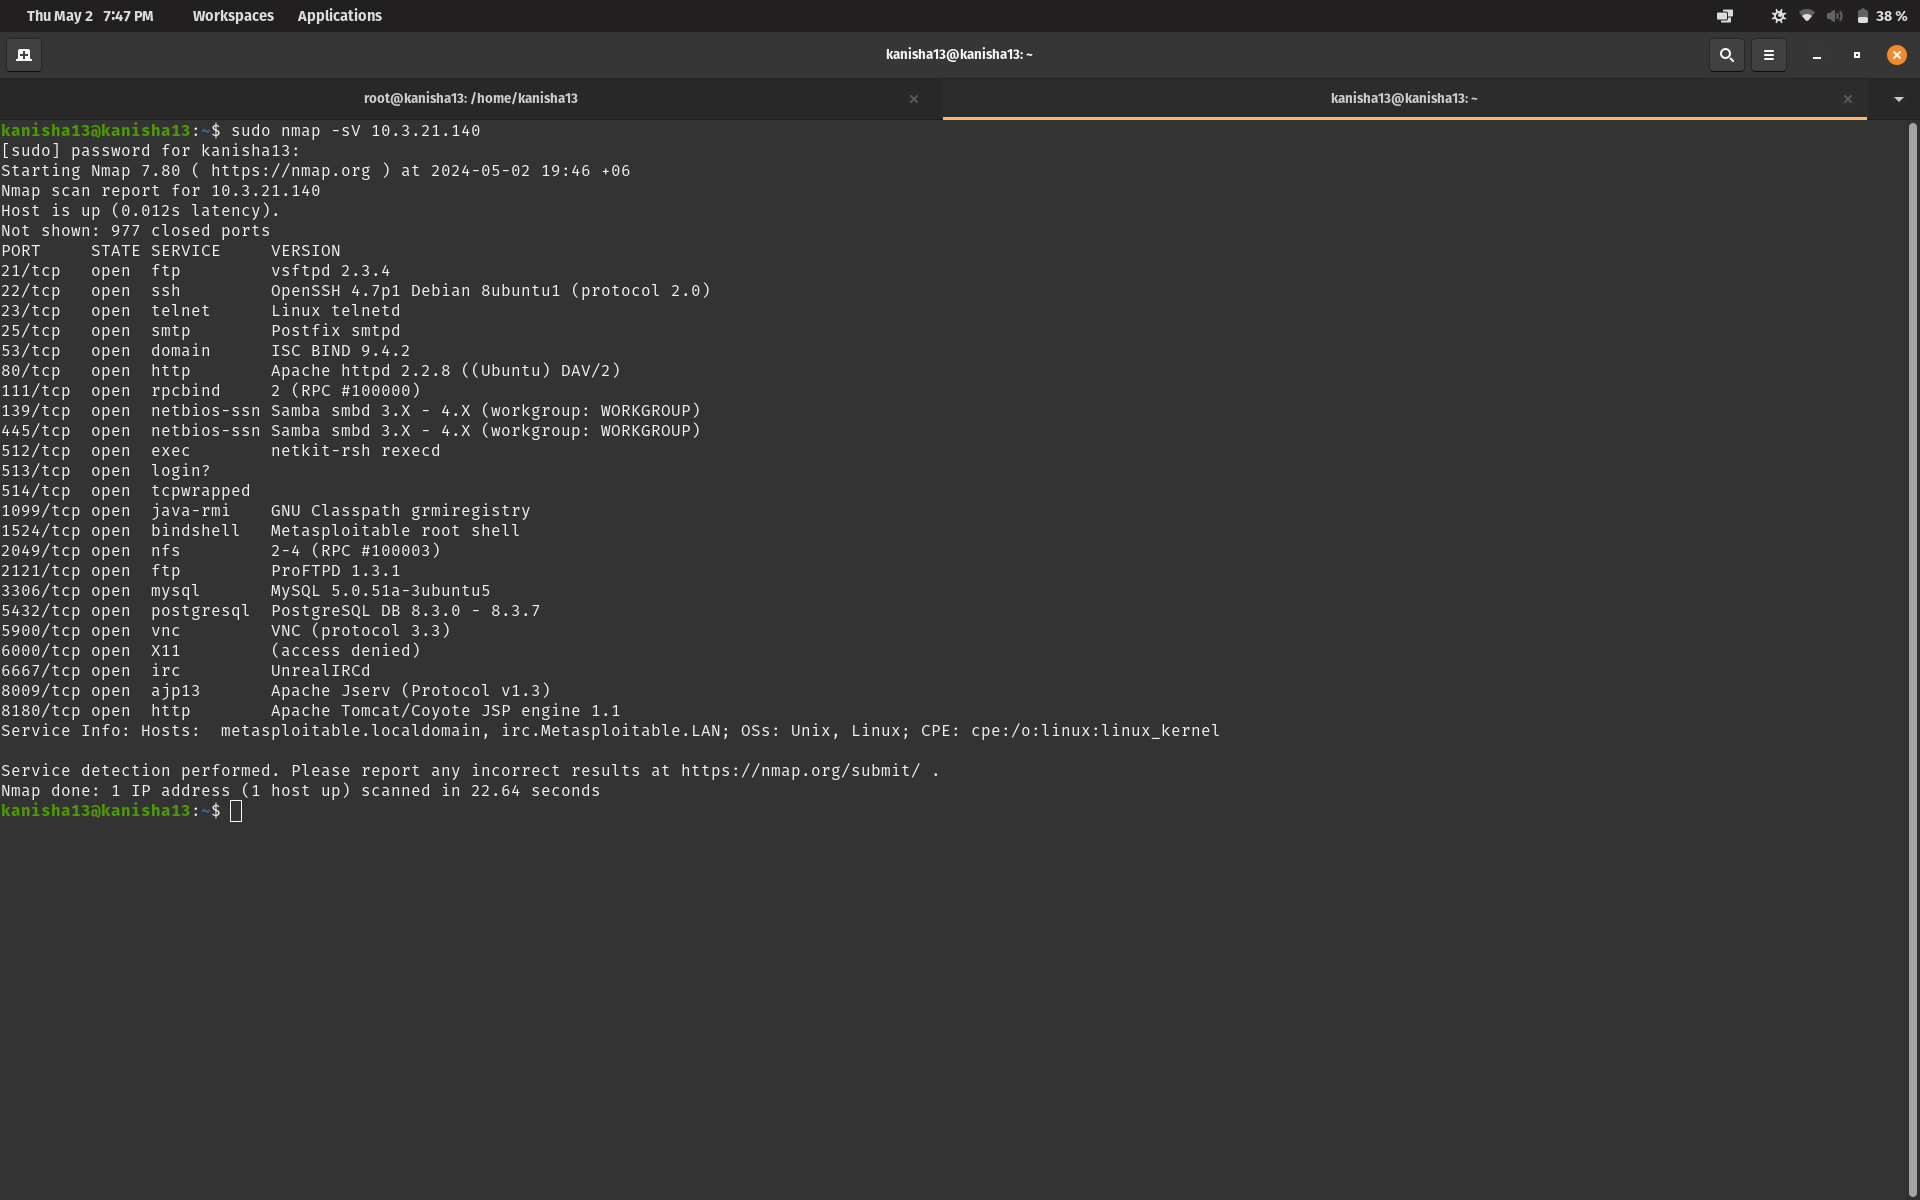 Thu May 2 7:47 PM Workspaces Applications 38 %
kanisha13@kanisha13: ~
root@kanisha13: /home/kanisha13 kanisha13@kanisha13: ~
kanisha13@kanisha13:~$ sudo nmap -sV 10.3.21.140
[sudo] password for kanisha13:
Starting Nmap 7.80 ( https://nmap.org ) at 2024-05-02 19:46 +06
Nmap scan report for 10.3.21.140
Host is up (0.012s latency).
Not shown: 977 closed ports
PORT     STATE SERVICE     VERSION
21/tcp   open  ftp         vsftpd 2.3.4
22/tcp   open  ssh         OpenSSH 4.7p1 Debian 8ubuntu1 (protocol 2.0)
23/tcp   open  telnet      Linux telnetd
25/tcp   open  smtp        Postfix smtpd
53/tcp   open  domain      ISC BIND 9.4.2
80/tcp   open  http        Apache httpd 2.2.8 ((Ubuntu) DAV/2)
111/tcp  open  rpcbind     2 (RPC #100000)
139/tcp  open  netbios-ssn Samba smbd 3.X - 4.X (workgroup: WORKGROUP)
445/tcp  open  netbios-ssn Samba smbd 3.X - 4.X (workgroup: WORKGROUP)
512/tcp  open  exec        netkit-rsh rexecd
513/tcp  open  login?
514/tcp  open  tcpwrapped
1099/tcp open  java-rmi    GNU Classpath grmiregistry
1524/tcp open  bindshell   Metasploitable root shell
2049/tcp open  nfs         2-4 (RPC #100003)
2121/tcp open  ftp         ProFTPD 1.3.1
3306/tcp open  mysql       MySQL 5.0.51a-3ubuntu5
5432/tcp open  postgresql  PostgreSQL DB 8.3.0 - 8.3.7
5900/tcp open  vnc         VNC (protocol 3.3)
6000/tcp open  X11         (access denied)
6667/tcp open  irc         UnrealIRCd
8009/tcp open  ajp13       Apache Jserv (Protocol v1.3)
8180/tcp open  http        Apache Tomcat/Coyote JSP engine 1.1
Service Info: Hosts:  metasploitable.localdomain, irc.Metasploitable.LAN; OSs: Unix, Linux; CPE: cpe:/o:linux:linux_kernel
Service detection performed. Please report any incorrect results at https://nmap.org/submit/ .
Nmap done: 1 IP address (1 host up) scanned in 22.64 seconds
kanisha13@kanisha13:~$